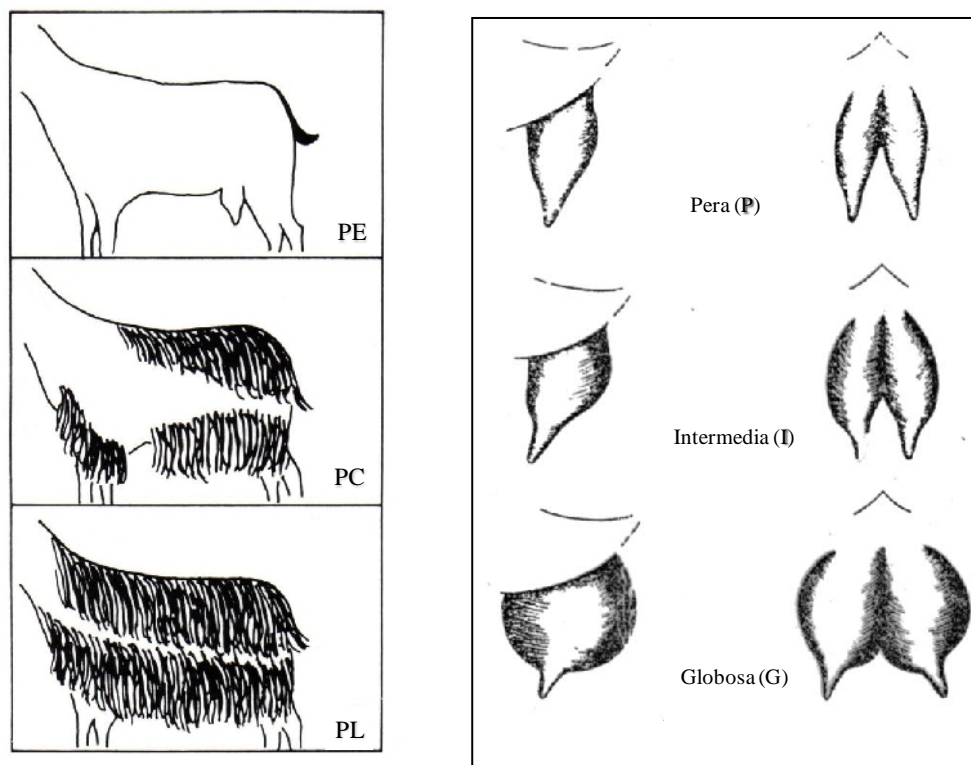 PE
PC
PL
Pera (P)
Intermedia (I)
Globosa (G)